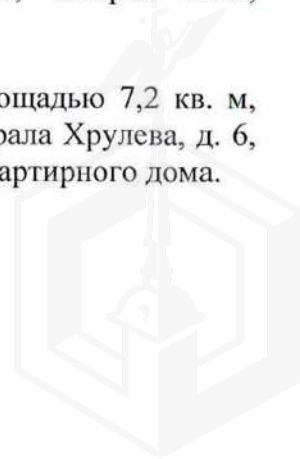 ощадью 7,2 кв. м,
рала Хрулева, д. 6,
артирного дома.